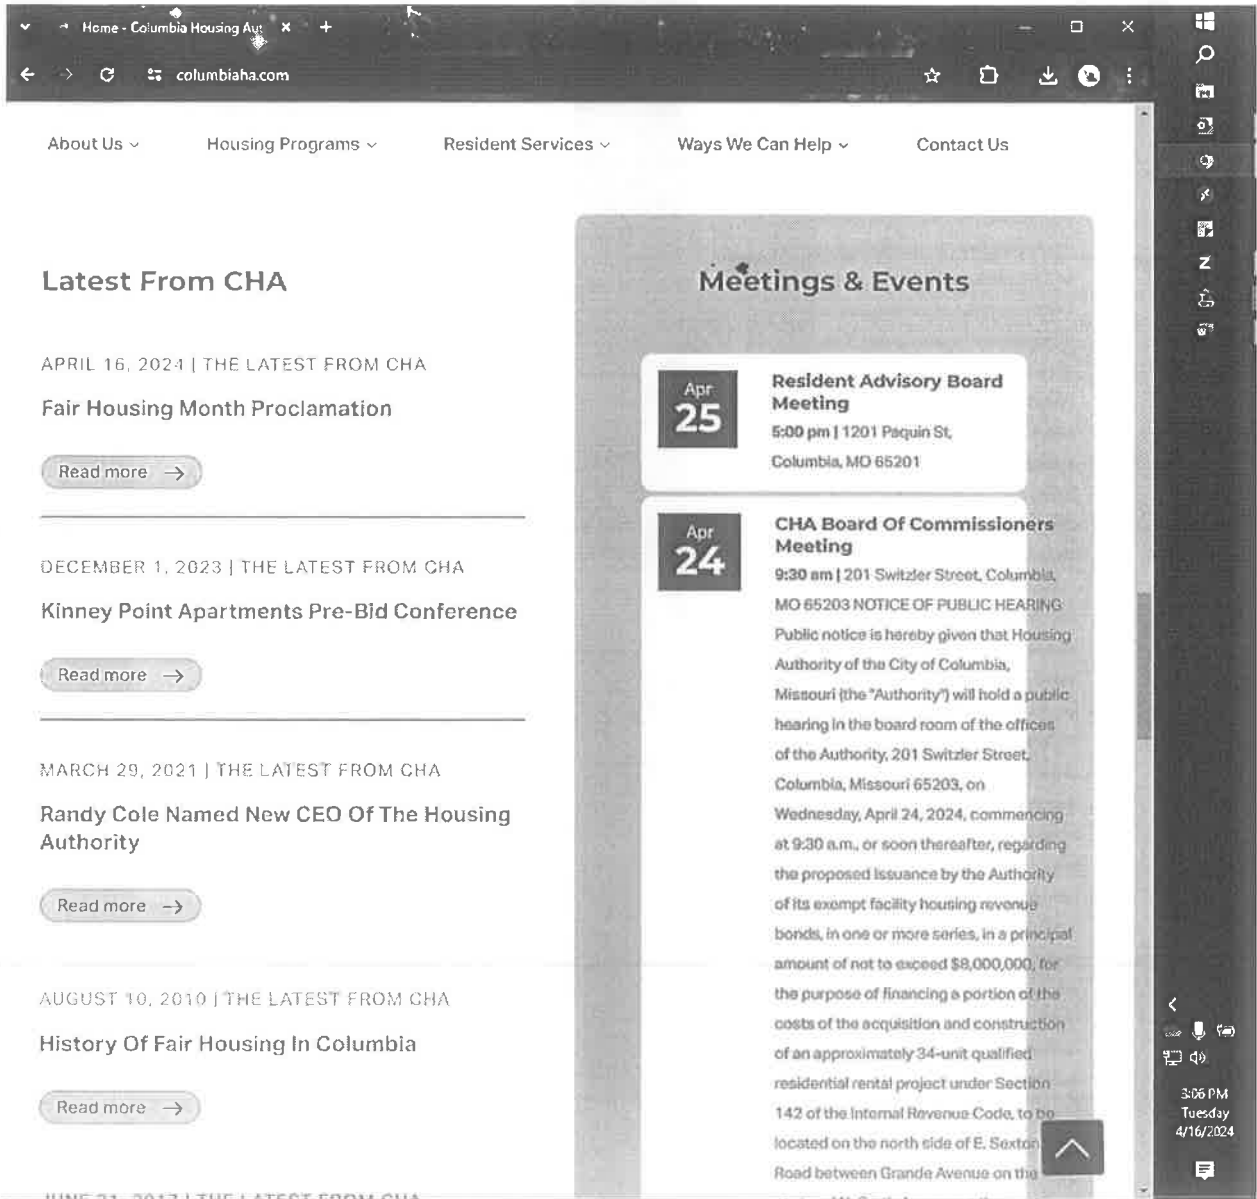 Home - Columbia Housing Aut
columbiaha.com
About Us
Housing Programs
Resident Services
Ways We Can Help
Contact Us
Latest From CHA
APRIL 16, 2024 | THE LATEST FROM CHA
Fair Housing Month Proclamation
Read more →
DECEMBER 1, 2023 | THE LATEST FROM CHA
Kinney Point Apartments Pre-Bid Conference
Read more →
MARCH 29, 2021 | THE LATEST FROM CHA
Randy Cole Named New CEO Of The Housing
Authority
Read more →
AUGUST 10, 2010 | THE LATEST FROM CHA
History Of Fair Housing In Columbia
Read more →
JUNE 21, 2017 | THE LATEST FROM CHA
Meetings & Events
Apr
25
Resident Advisory Board
Meeting
5:00 pm | 1201 Paquin St,
Columbia, MO 65201
Apr
24
CHA Board Of Commissioners
Meeting
9:30 am | 201 Switzler Street, Columbia,
MO 65203 NOTICE OF PUBLIC HEARING
Public notice is hereby given that Housing
Authority of the City of Columbia,
Missouri (the "Authority") will hold a public
hearing in the board room of the offices
of the Authority, 201 Switzler Street,
Columbia, Missouri 65203, on
Wednesday, April 24, 2024, commencing
at 9:30 a.m., or soon thereafter, regarding
the proposed issuance by the Authority
of its exempt facility housing revenue
bonds, in one or more series, in a principal
amount of not to exceed $8,000,000, for
the purpose of financing a portion of the
costs of the acquisition and construction
of an approximately 34-unit qualified
residential rental project under Section
142 of the Internal Revenue Code, to be
located on the north side of E. Sexton
Road between Grande Avenue on the
3:06 PM
Tuesday
4/16/2024